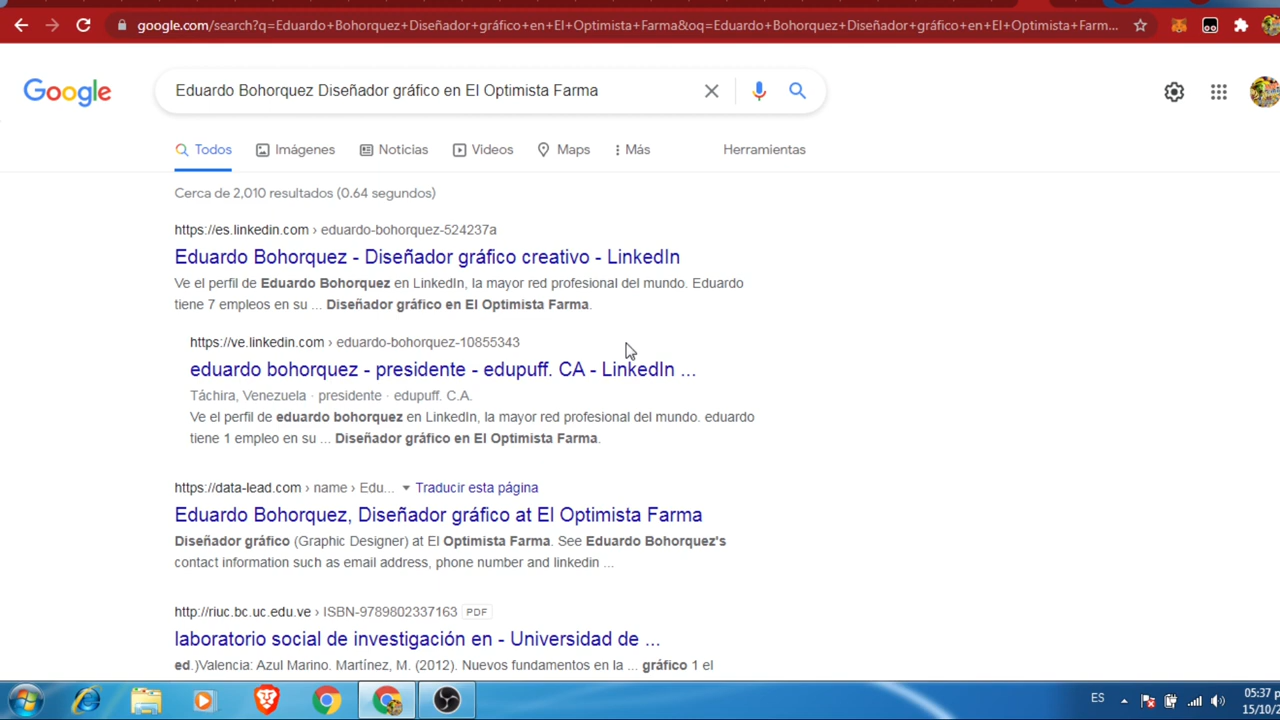 google.com/search?q=Eduardo+Bohorquez+Diseñador+gráfico+en+El+Optimista+Farma&oq=Eduardo+Bohorquez+Diseñador+gráfico+en+El+Optimista+Farm...
Google
Eduardo Bohorquez Diseñador gráfico en El Optimista Farma
Todos Imágenes Noticias Videos Maps Más Herramientas
Cerca de 2,010 resultados (0.64 segundos)
https://es.linkedin.com › eduardo-bohorquez-524237a
Eduardo Bohorquez - Diseñador gráfico creativo - LinkedIn
Ve el perfil de Eduardo Bohorquez en LinkedIn, la mayor red profesional del mundo. Eduardo
tiene 7 empleos en su ... Diseñador gráfico en El Optimista Farma.
https://ve.linkedin.com › eduardo-bohorquez-10855343
eduardo bohorquez - presidente - edupuff. CA - LinkedIn ...
Táchira, Venezuela · presidente · edupuff. C.A.
Ve el perfil de eduardo bohorquez en LinkedIn, la mayor red profesional del mundo. eduardo
tiene 1 empleo en su ... Diseñador gráfico en El Optimista Farma.
https://data-lead.com › name › Edu... Traducir esta página
Eduardo Bohorquez, Diseñador gráfico at El Optimista Farma
Diseñador gráfico (Graphic Designer) at El Optimista Farma. See Eduardo Bohorquez's
contact information such as email address, phone number and linkedin ...
http://riuc.bc.uc.edu.ve › ISBN-9789802337163 PDF
laboratorio social de investigación en - Universidad de ...
ed.)Valencia: Azul Marino. Martínez, M. (2012). Nuevos fundamentos en la ... gráfico 1 el
ES
05:37 p
15/10/2